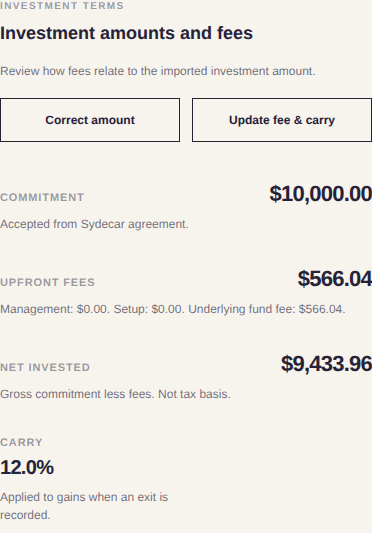 INVESTMENT TERMS
Investment amounts and fees
Review how fees relate to the imported investment amount.
Correct amount
Update fee & carry
COMMITMENT
$10,000.00
Accepted from Sydecar agreement.
UPFRONT FEES
$566.04
Management: $0.00. Setup: $0.00. Underlying fund fee: $566.04.
NET INVESTED
$9,433.96
Gross commitment less fees. Not tax basis.
CARRY
12.0%
Applied to gains when an exit is
recorded.